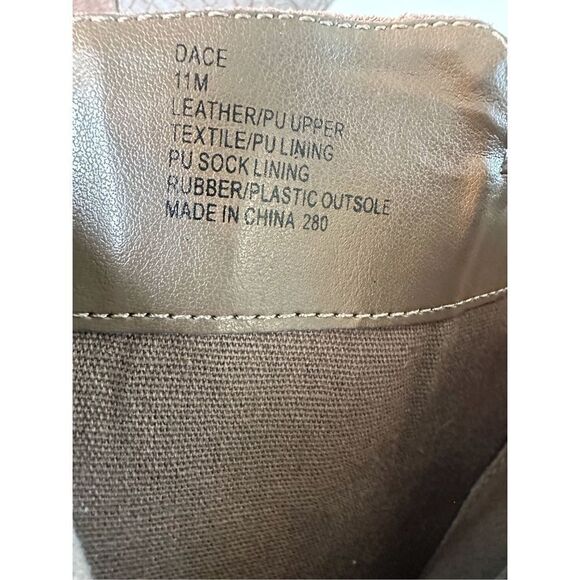 DACE
11M
LEATHER/PU UPPER
TEXTILE/PU LINING
PU SOCK LINING
RUBBER/PLASTIC OUTSOLE
MADE IN CHINA 280